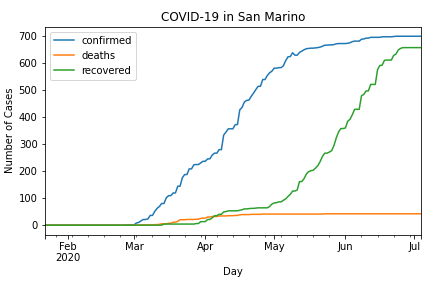 COVID-19 in San Marino
confirmed
deaths
recovered
Number of Cases
700
600
500
400
300
200
100
0
Feb
2020
Mar
Apr
May
Jun
Jul
Day